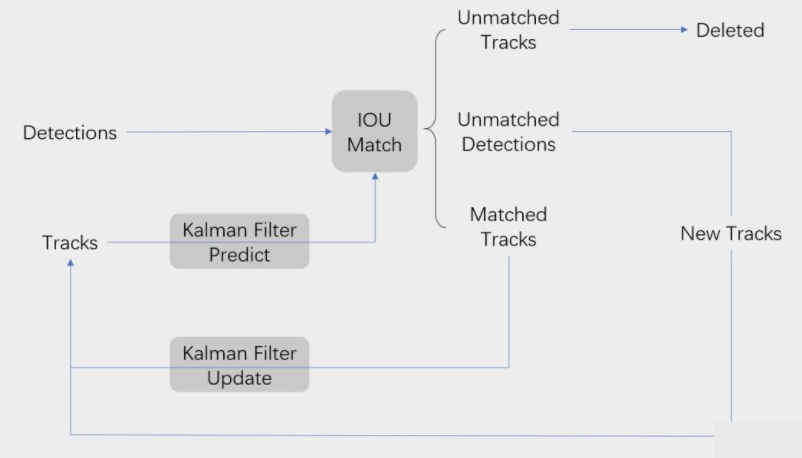 Unmatched
Tracks
Deleted
Detections
IOU
Match
Unmatched
Detections
Tracks
Kalman Filter
Predict
Matched
Tracks
New Tracks
Kalman Filter
Update